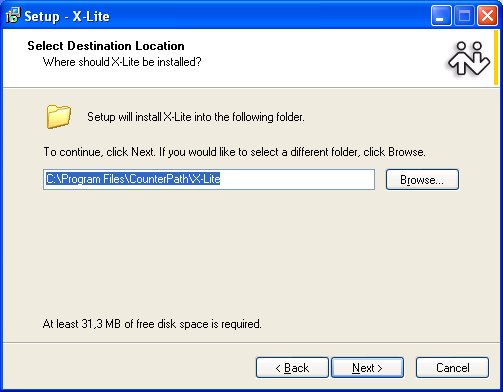 Setup - X-Lite
Select Destination Location
Where should X-Lite be installed?
Setup will install X-Lite into the following folder.
To continue, click Next. If you would like to select a different folder, click Browse.
C:\Program Files\CounterPath\X-Lite
Browse...
At least 31,3 MB of free disk space is required.
< Back
Next >
Cancel